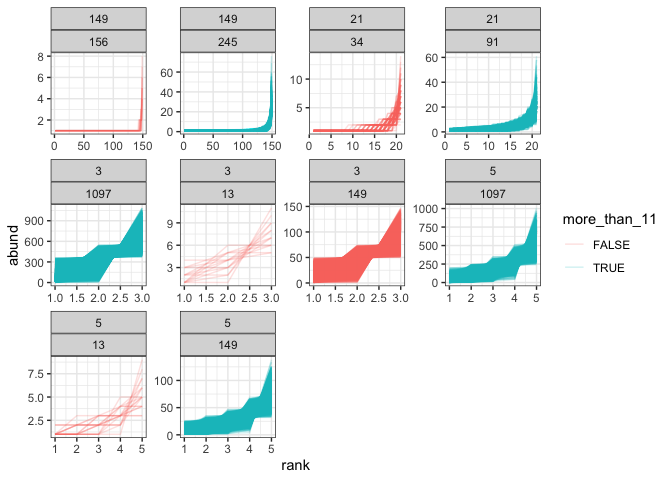 149 149 21 21
156 245 34 91
8
6
4
2
0 50 100 150
60
40
20
0
0 50 100 150
10
5
0 5 10 15 20
60
40
20
0
0 5 10 15 20
3 3 3 5
1097 13 149 1097
900
600
300
0
1.0 1.5 2.0 2.5 3.0
9
6
3
1.0 1.5 2.0 2.5 3.0
150
100
50
0
1.0 1.5 2.0 2.5 3.0
1000
750
500
250
0
1 2 3 4 5
5 5
13 149
7.5
5.0
2.5
1 2 3 4 5
100
50
0
1 2 3 4 5
abund
rank
more_than_11
FALSE
TRUE